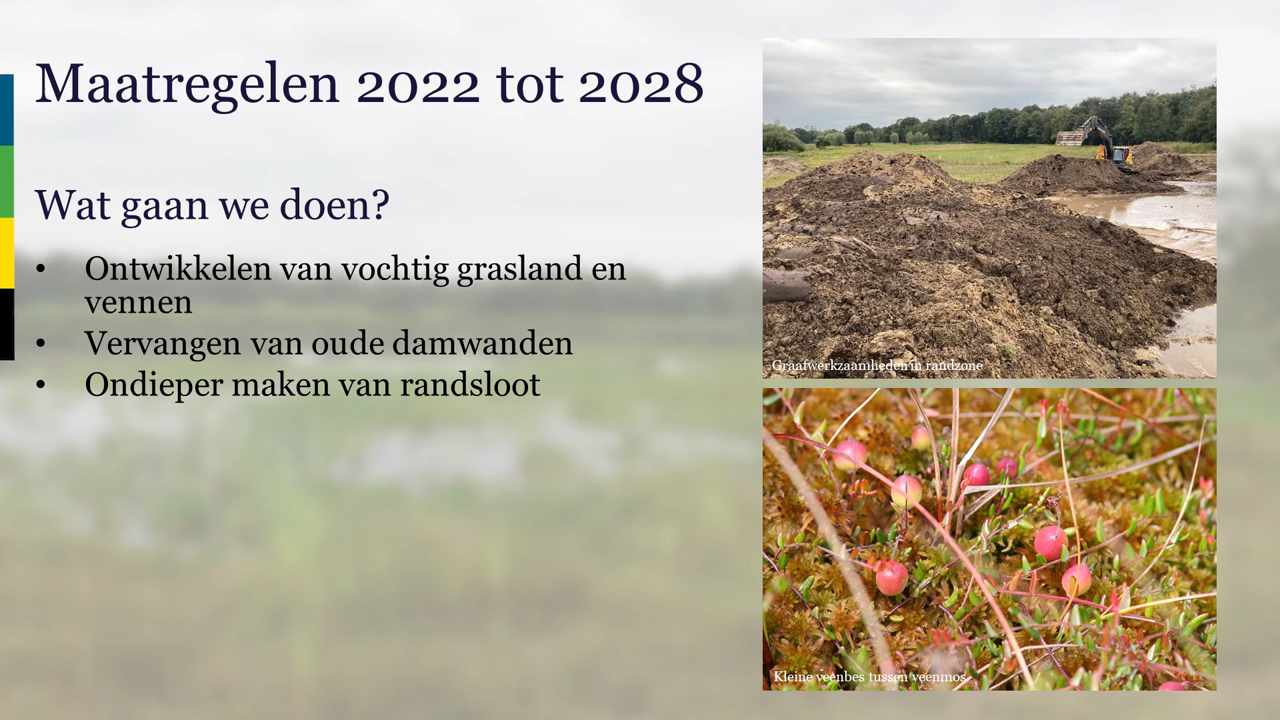 Maatregelen 2022 tot 2028
Wat gaan we doen?
• Ontwikkelen van vochtig grasland en
vennen
• Vervangen van oude damwanden
• Ondieper maken van randsloot
Graafwerkzaamheden in randzone
Kleine veenbes tussen veenmos